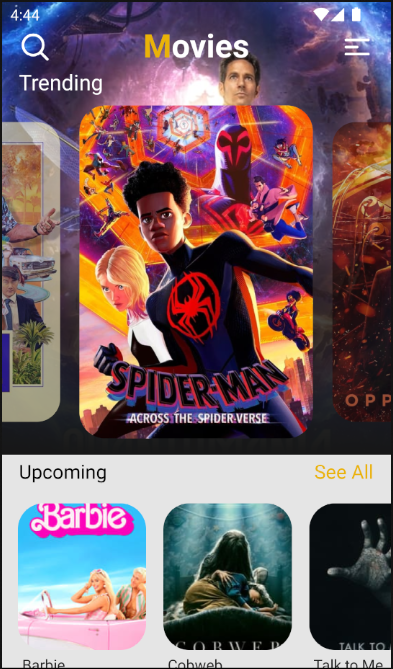 4:44
Movies
Trending
SPIDER-MAN
ACROSS THE SPIDER-VERSE
OPP
Upcoming
See All
Barbie
COBWEB
TALK TO
Barbie
Cobweb
Talk to Me